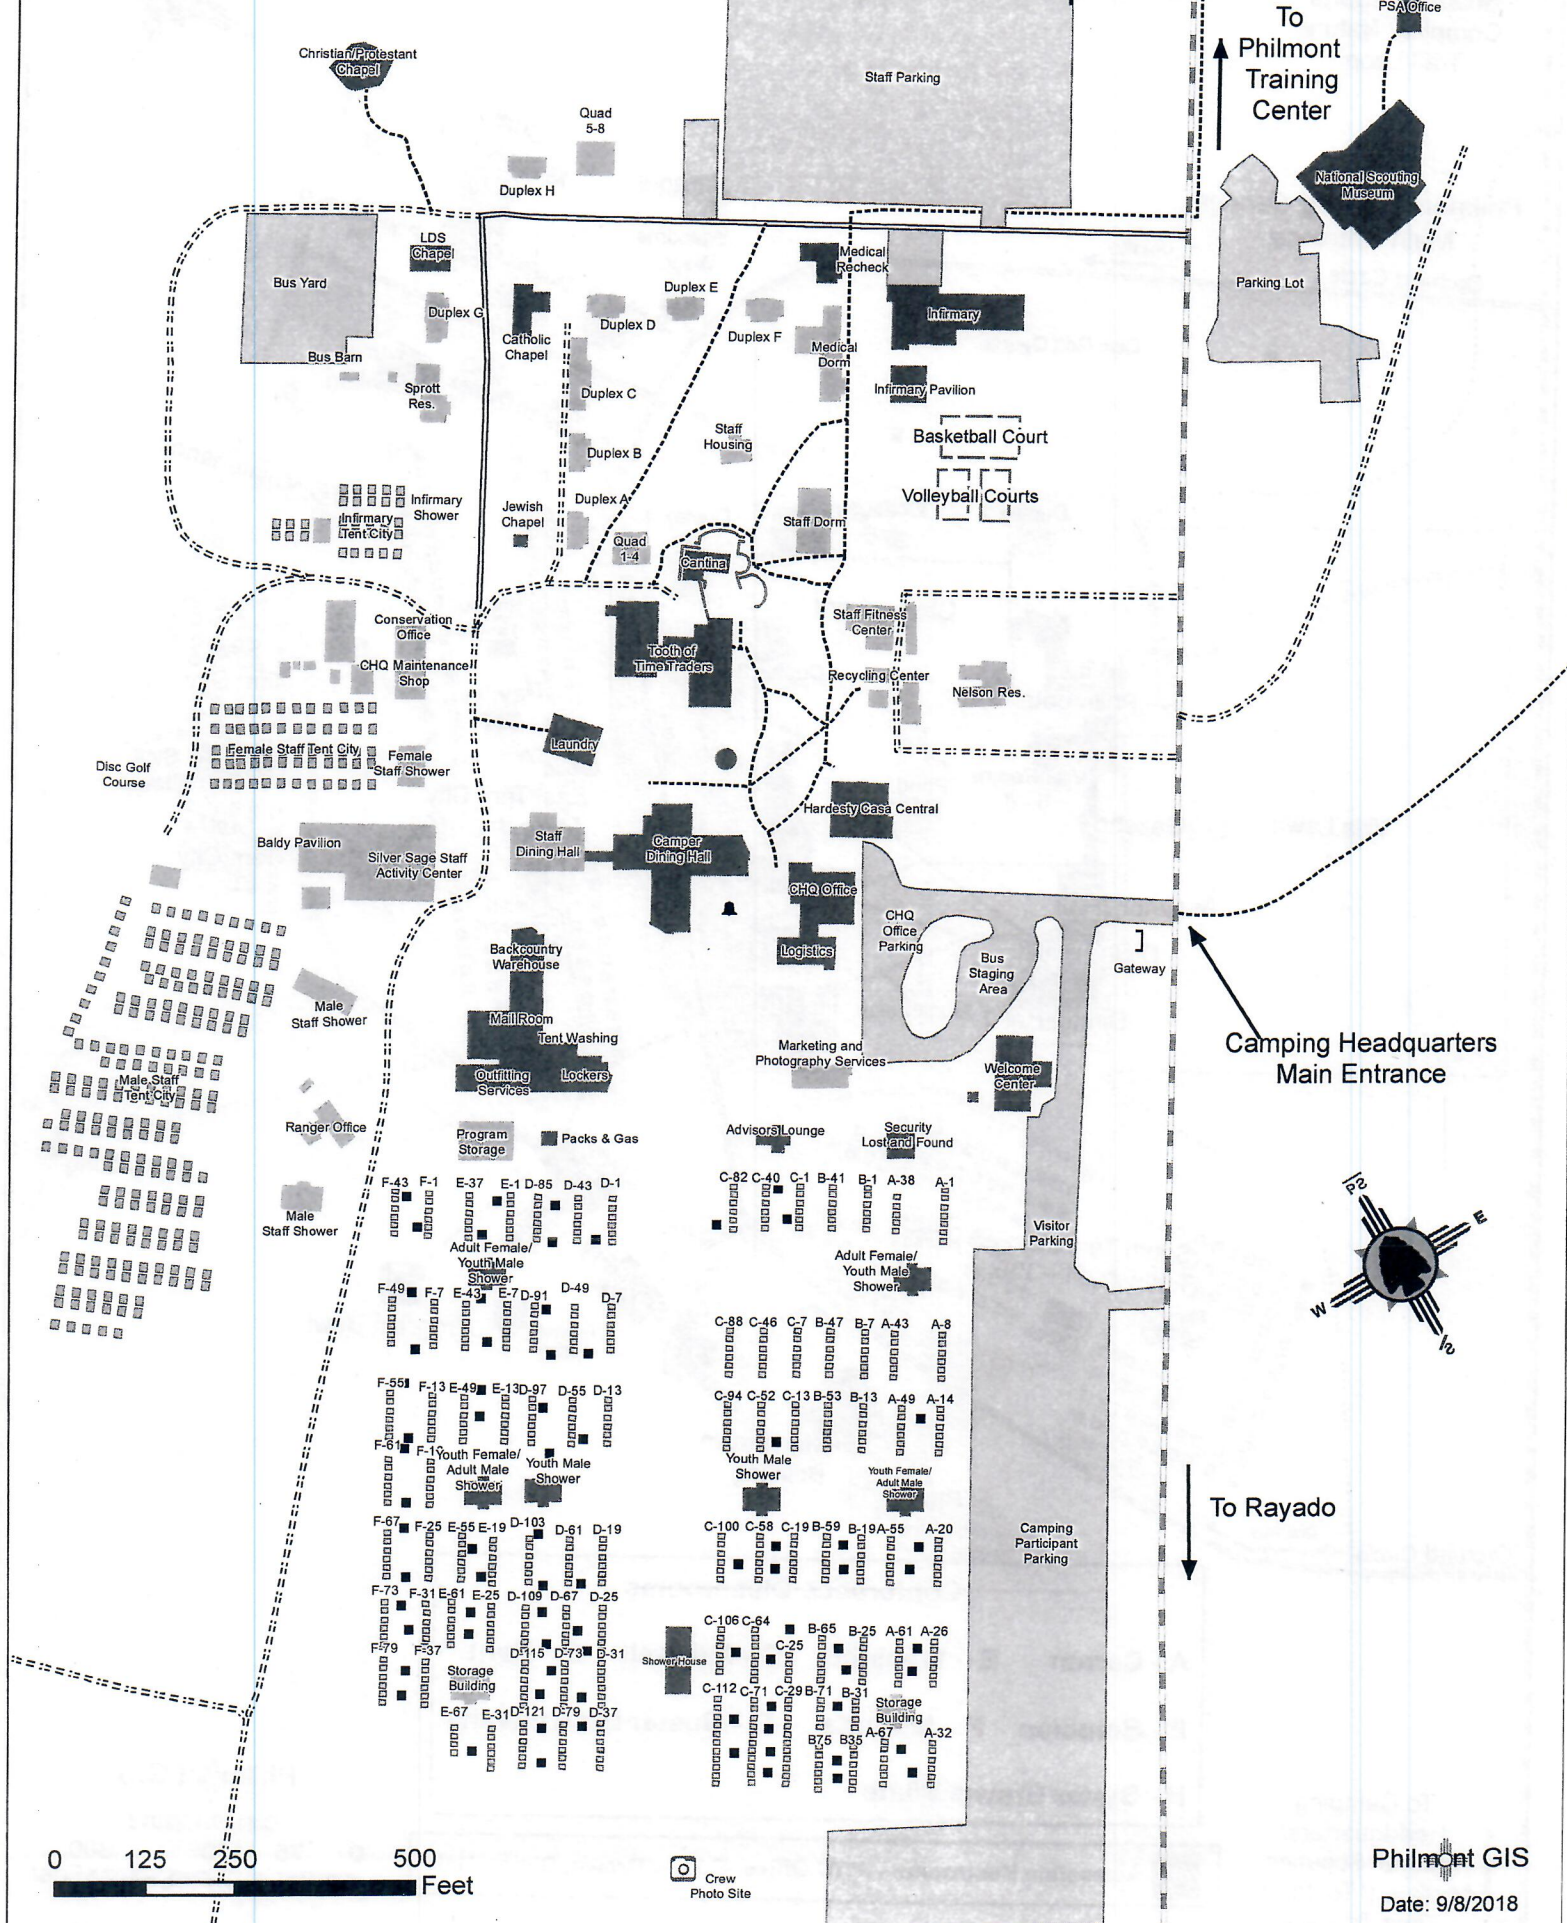 PSA Office
To
Philmont
Training
Center
Christian/Protestant
Chapel
Staff Parking
Quad
5-8
Duplex H
National Scouting
Museum
LDS
Chapel
Medical
Recheck
Bus Yard
Parking Lot
Duplex E
Duplex G
Duplex D
Infirmary
Duplex F
Catholic
Chapel
Medical
Dorm
Bus Barn
Sprott
Res.
Duplex C
Infirmary Pavilion
Staff
Housing
Basketball Court
Duplex B
Volleyball Courts
Infirmary
Shower
Duplex A
Jewish
Chapel
Infirmary
Tent City
Staff Dorm
Quad
1-4
Cantina
Conservation
Office
Staff Fitness
Center
Tooth of
Time Traders
CHQ Maintenance
Shop
Recycling Center
Nelson Res.
Laundry
Female Staff Tent City
Female
Staff Shower
Disc Golf
Course
Hardesty Casa Central
Baldy Pavilion
Staff
Dining Hall
Camper
Dining Hall
Silver Sage Staff
Activity Center
CHQ Office
CHQ
Office
Parking
Backcountry
Warehouse
Logistics
Bus
Staging
Area
Gateway
Male
Staff Shower
Mail Room
Tent Washing
Camping Headquarters
Main Entrance
Marketing and
Photography Services
Outfitting
Services
Lockers
Welcome
Center
Male Staff
Tent City
Ranger Office
Program
Storage
Packs & Gas
Advisors Lounge
Security
Lost and Found
F-43 F-1 E-37 E-1 D-85 D-43 D-1
C-82 C-40 C-1 B-41 B-1 A-38 A-1
Male
Staff Shower
Visitor
Parking
PS
E
W
S
Adult Female/
Youth Male
Shower
Adult Female/
Youth Male
Shower
F-49 F-7 E-43 E-7 D-91 D-49 D-7
C-88 C-46 C-7 B-47 B-7 A-43 A-8
F-55 F-13 E-49 E-13 D-97 D-55 D-13
C-94 C-52 C-13 B-53 B-13 A-49 A-14
F-61
Youth Female/
Adult Male
Shower
Youth Male
Shower
Youth Male
Shower
Youth Female/
Adult Male
Shower
To Rayado
F-67 F-25 E-55 E-19 D-103 D-61 D-19
C-100 C-58 C-19 B-59 B-19 A-55 A-20
Camping
Participant
Parking
F-73 F-31 E-61 E-25 D-109 D-67 D-25
C-106 C-64 C-25 B-65 B-25 A-61 A-26
F-79 F-37 D-115 D-73 D-31
Shower House
Storage
Building
C-112 C-71 C-29 B-71 B-31
Storage
Building
E-67 E-31 D-121 D-79 D-37
B75 B35 A-67 A-32
0 125 250 500
Feet
Crew
Photo Site
Philmont GIS
Date: 9/8/2018